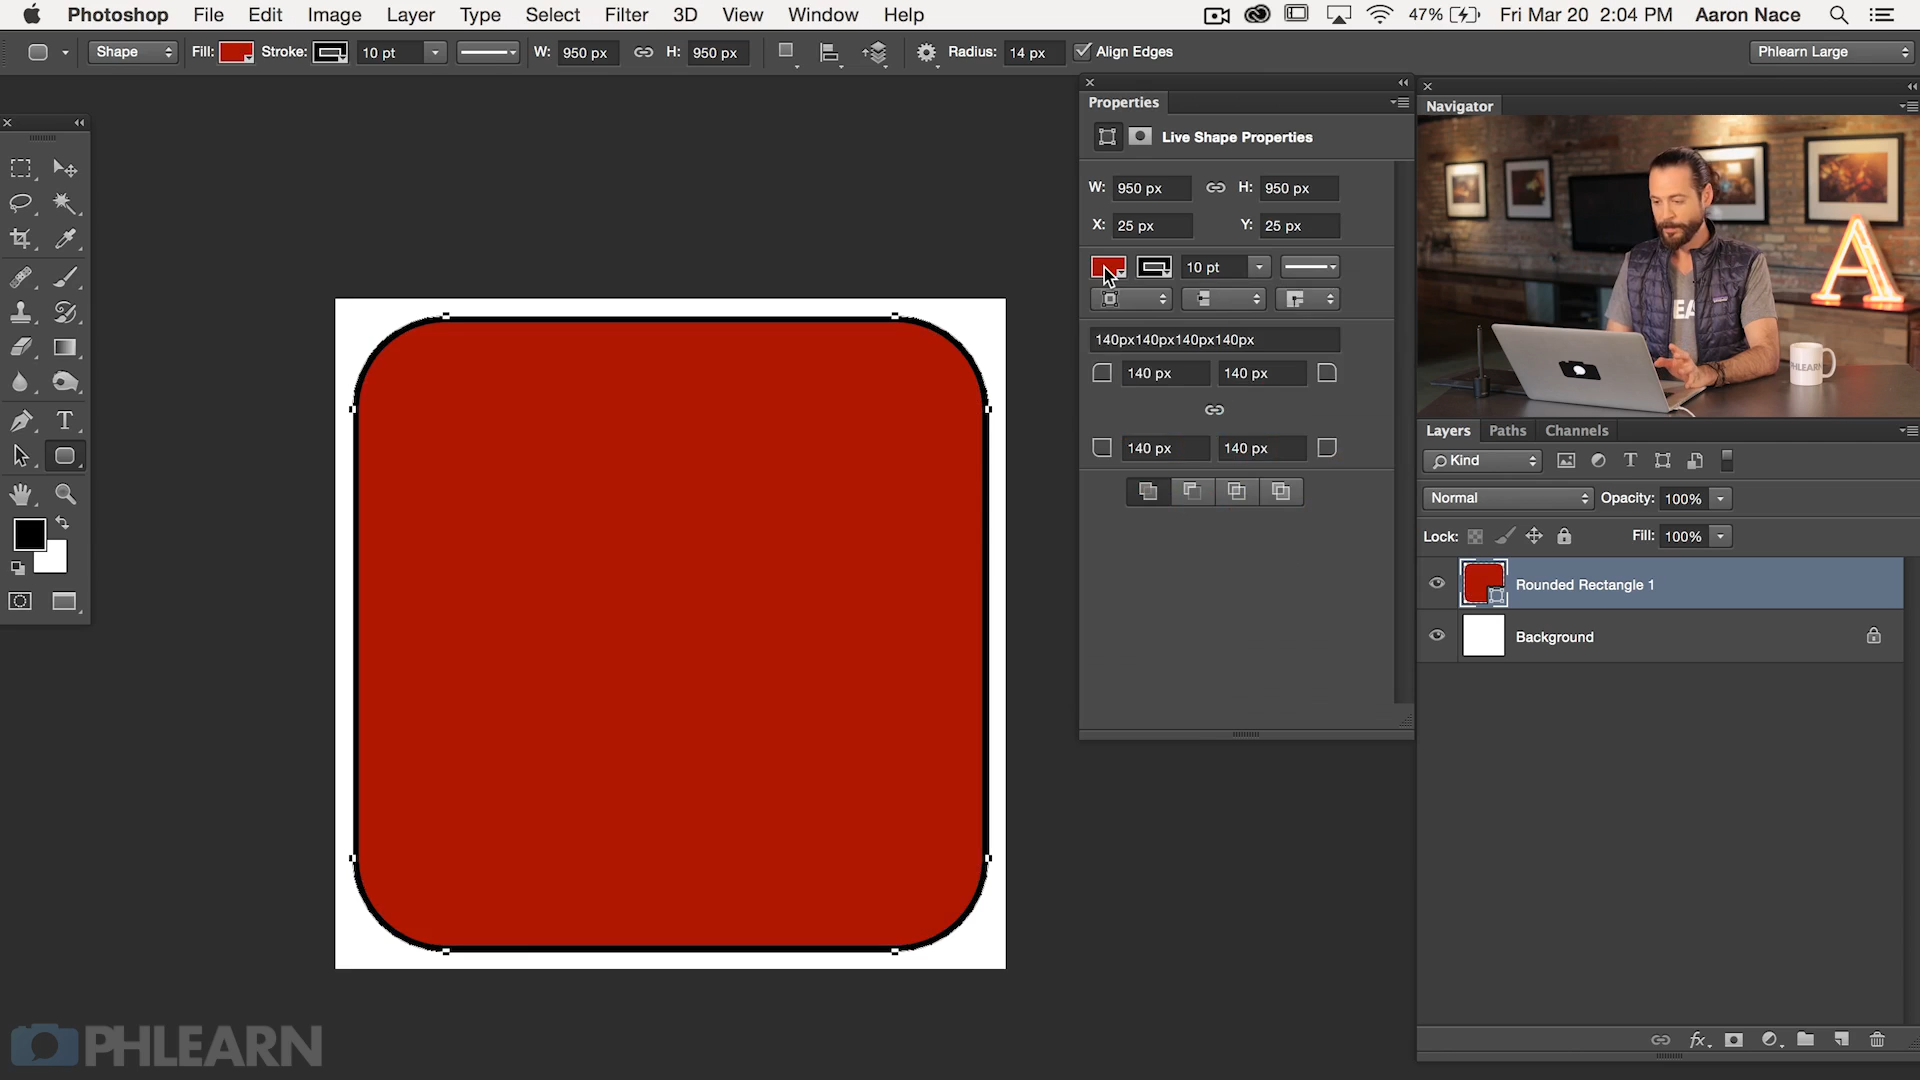 Photoshop File Edit Image Layer Type Select Filter 3D View Window Help 47% Fri Mar 20 2:04 PM Aaron Nace
Shape Fill: Stroke: 10 pt W: 950 px H: 950 px Radius: 14 px Align Edges Phlearn Large
Properties
Live Shape Properties
W: 950 px H: 950 px
X: 25 px Y: 25 px
10 pt
140px140px140px140px
140 px 140 px
140 px 140 px
Navigator
A
PHLEARN
Layers Paths Channels
Kind
Normal Opacity: 100%
Lock: Fill: 100%
Rounded Rectangle 1
Background
fx
T
PHLEARN